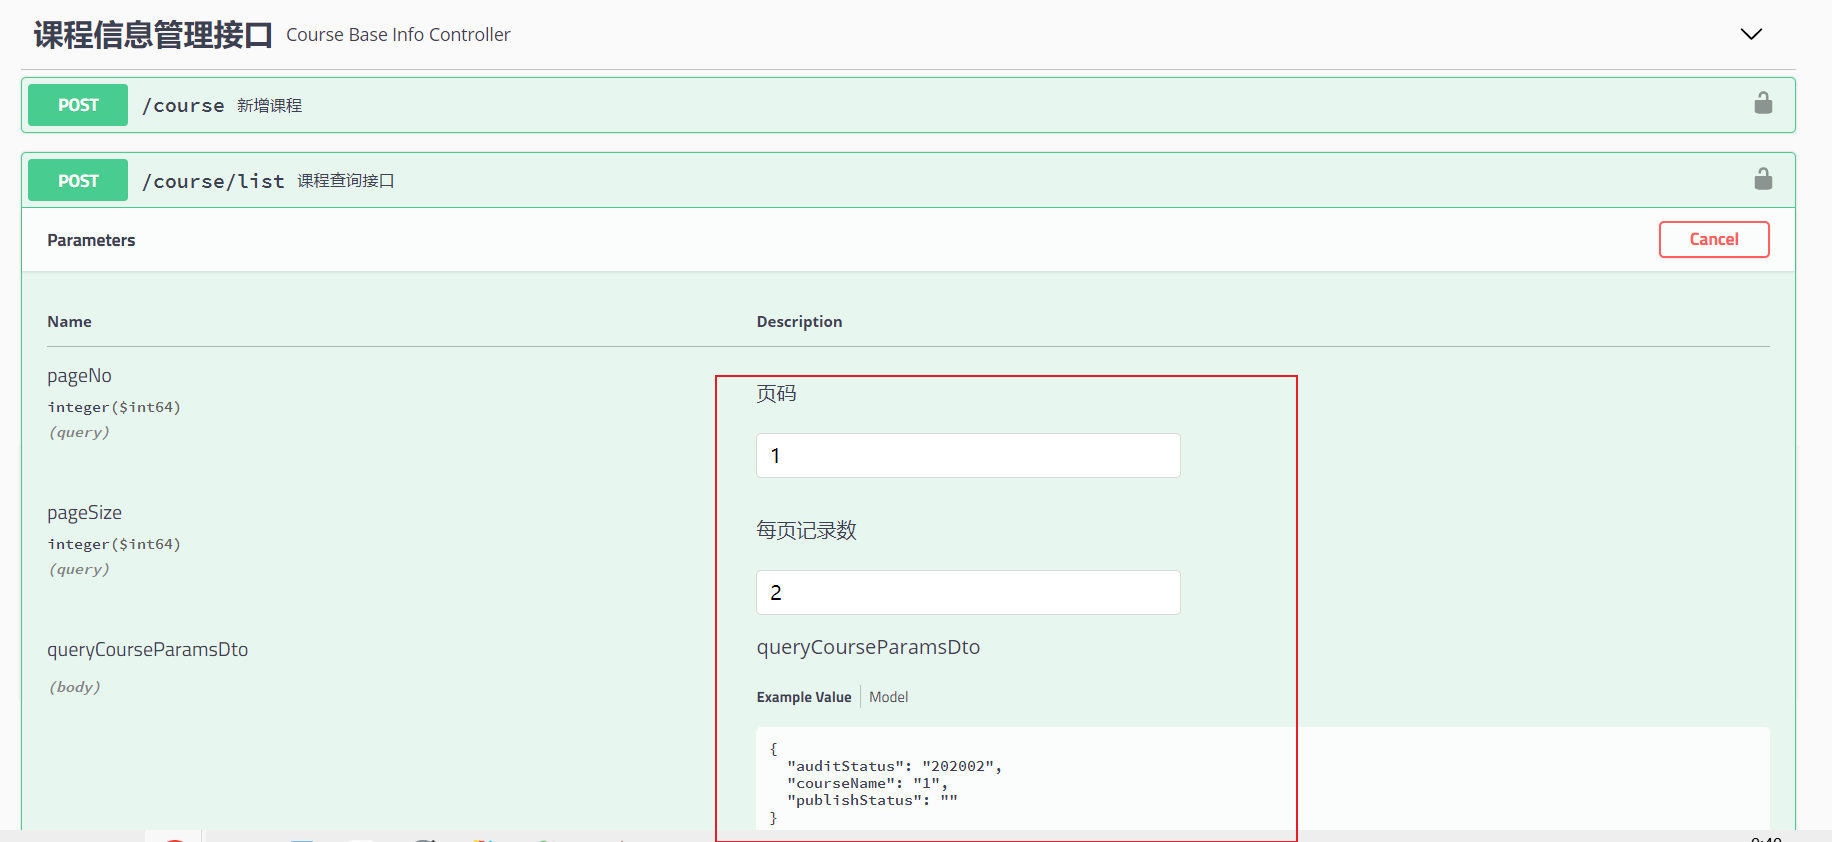 课程信息管理接口 Course Base Info Controller
POST /course 新增课程
POST /course/list 课程查询接口
Parameters Cancel
Name Description
pageNo
integer($int64)
(query)
页码
1
pageSize
integer($int64)
(query)
每页记录数
2
queryCourseParamsDto
(body)
queryCourseParamsDto
Example Value Model
{
"auditStatus": "202002",
"courseName": "1",
"publishStatus": ""
}